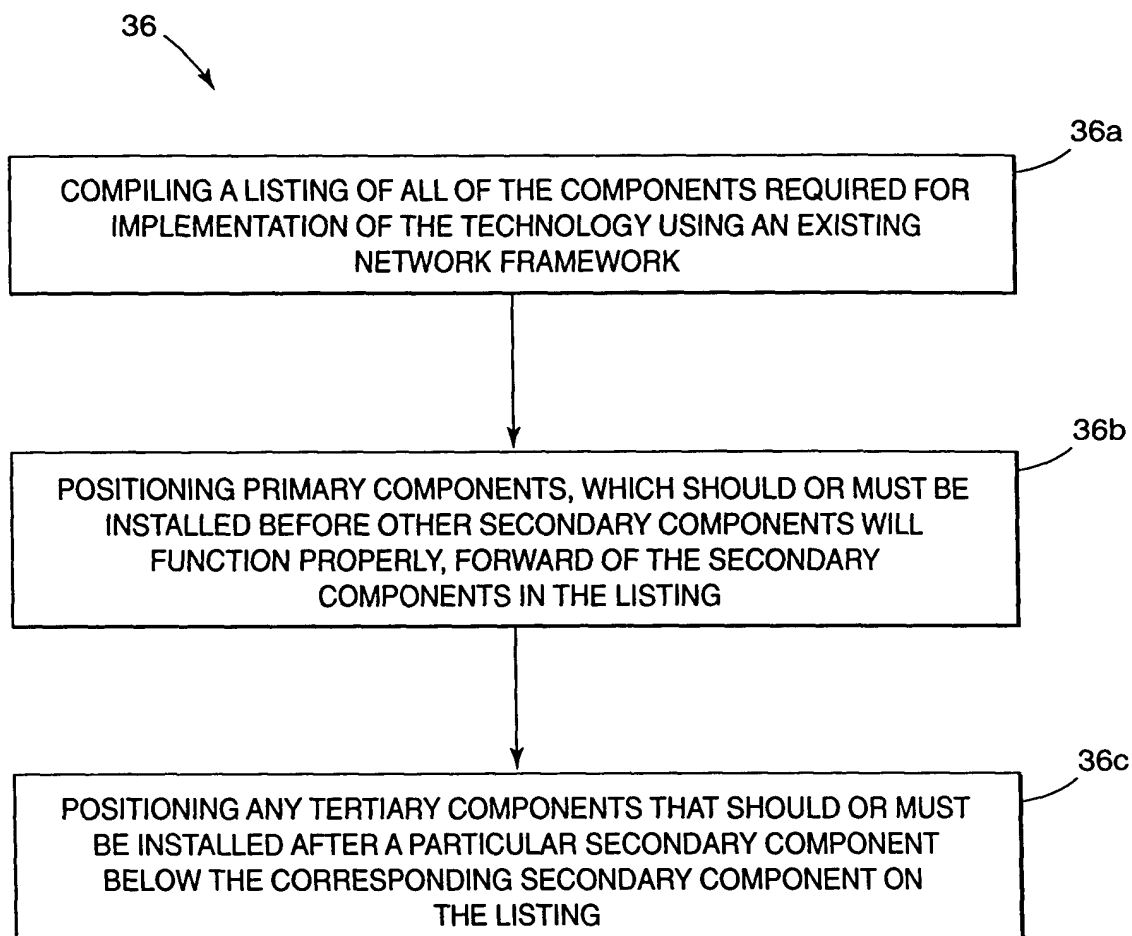 36
36a
COMPILING A LISTING OF ALL OF THE COMPONENTS REQUIRED FOR
IMPLEMENTATION OF THE TECHNOLOGY USING AN EXISTING
NETWORK FRAMEWORK
36b
POSITIONING PRIMARY COMPONENTS, WHICH SHOULD OR MUST BE
INSTALLED BEFORE OTHER SECONDARY COMPONENTS WILL
FUNCTION PROPERLY, FORWARD OF THE SECONDARY
COMPONENTS IN THE LISTING
36c
POSITIONING ANY TERTIARY COMPONENTS THAT SHOULD OR MUST
BE INSTALLED AFTER A PARTICULAR SECONDARY COMPONENT
BELOW THE CORRESPONDING SECONDARY COMPONENT ON
THE LISTING